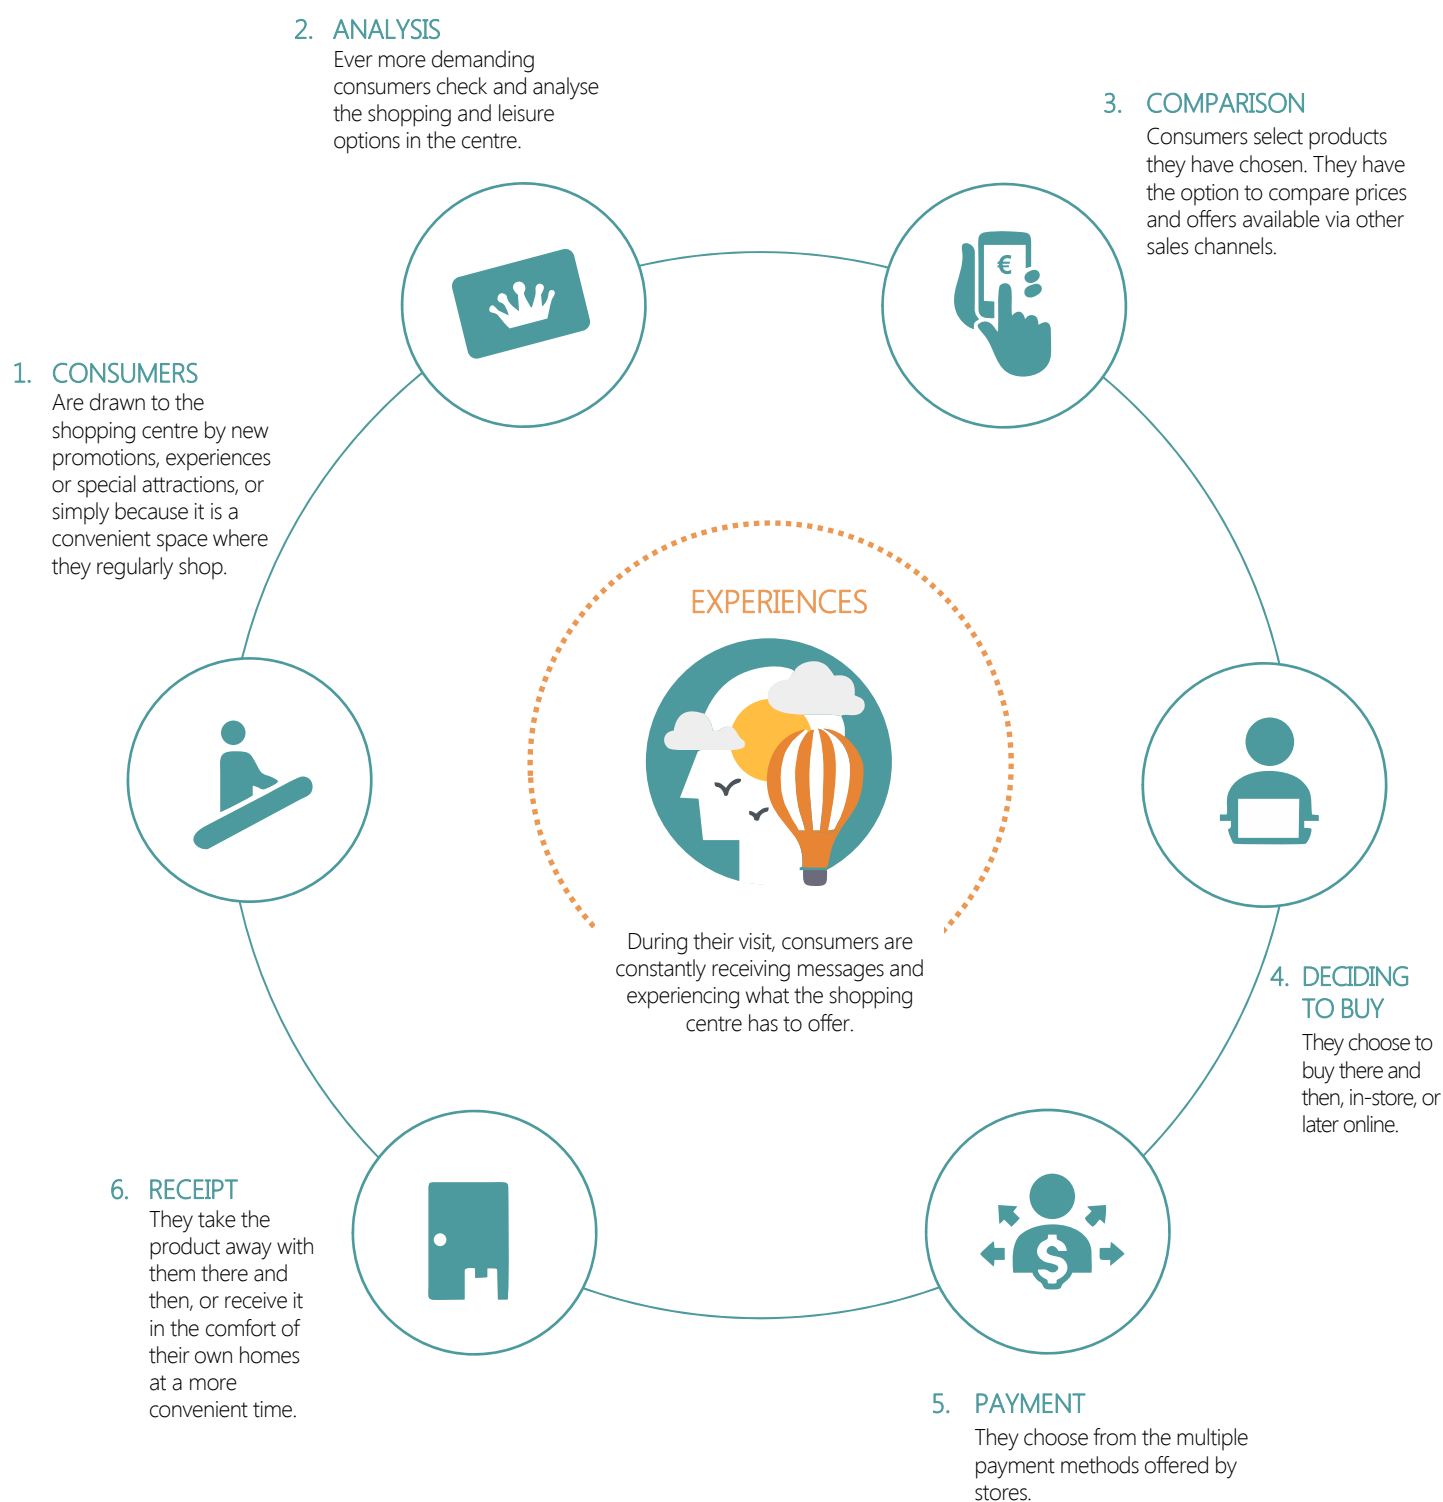 1. CONSUMERS
Are drawn to the
shopping centre by new
promotions, experiences
or special attractions, or
simply because it is a
convenient space where
they regularly shop.
2. ANALYSIS
Ever more demanding
consumers check and analyse
the shopping and leisure
options in the centre.
3. COMPARISON
Consumers select products
they have chosen. They have
the option to compare prices
and offers available via other
sales channels.
€
EXPERIENCES
During their visit, consumers are
constantly receiving messages and
experiencing what the shopping
centre has to offer.
4. DECIDING
TO BUY
They choose to
buy there and
then, in-store, or
later online.
$
5. PAYMENT
They choose from the multiple
payment methods offered by
stores.
6. RECEIPT
They take the
product away with
them there and
then, or receive it
in the comfort of
their own homes
at a more
convenient time.